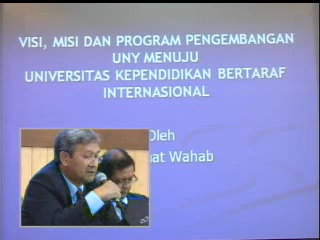 VISI, MISI DAN PROGRAM PENGEMBANGAN
UNY MENUJU
UNIVERSITAS KEPENDIDIKAN BERTARAF
INTERNASIONAL
Oleh
Wahab